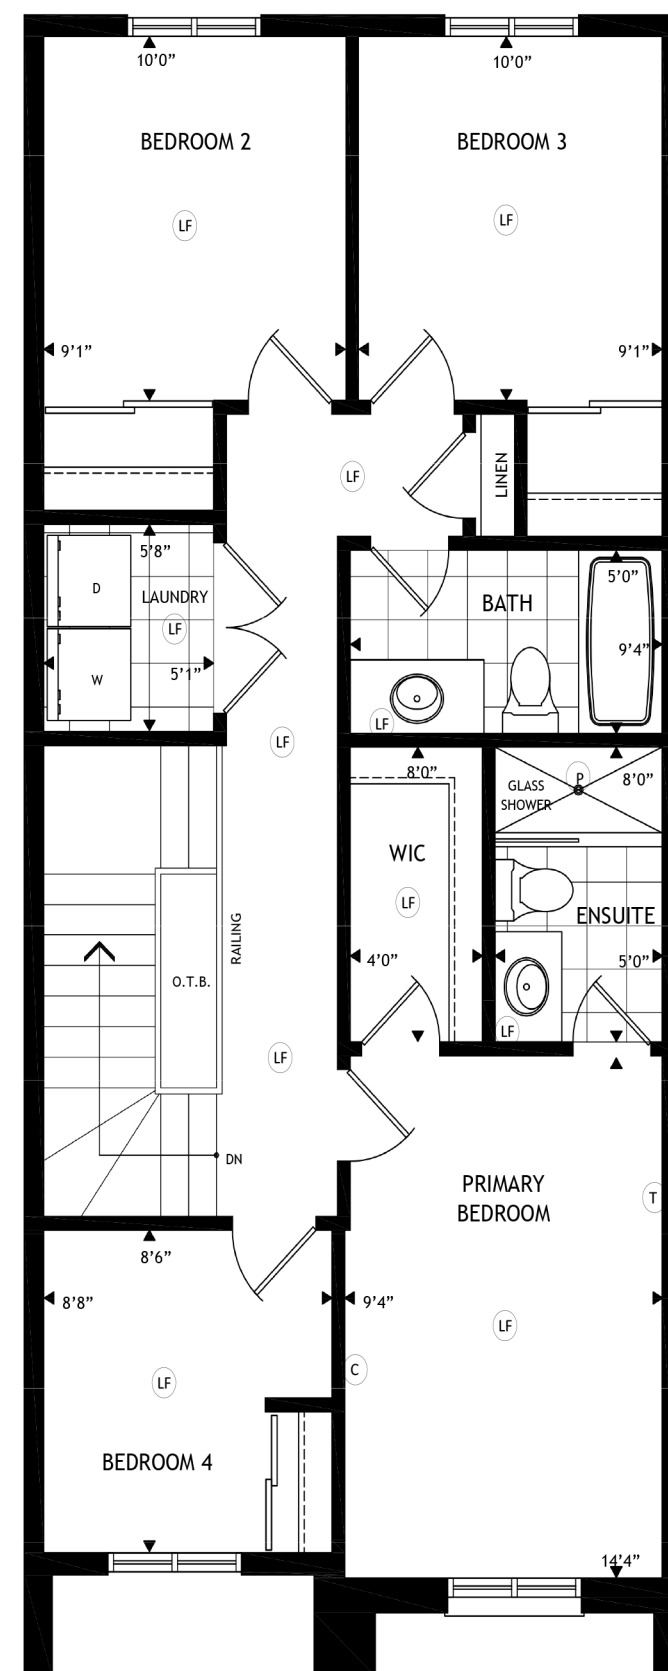 10'0"
10'0"
BEDROOM 2
BEDROOM 3
LF
LF
9'1"
9'1"
LF
LINEN
5'8"
D
LAUNDRY
LF
5'1"
W
BATH
5'0"
9'4"
LF
LF
8'0"
GLASS
SHOWER
P
8'0"
WIC
LF
4'0"
ENSUITE
5'0"
LF
RAILING
O.T.B.
LF
DN
PRIMARY
BEDROOM
T
8'6"
8'8"
9'4"
LF
C
LF
BEDROOM 4
14'4"